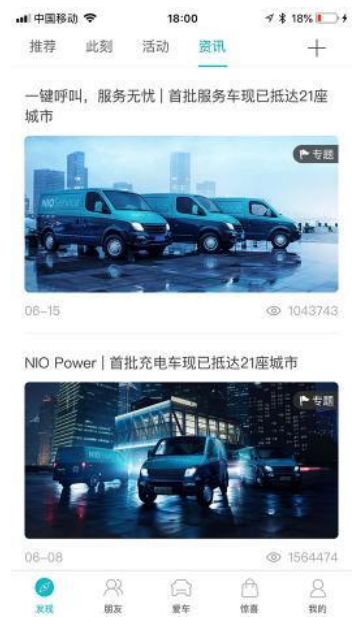 中国移动 18:00 18%
推荐 此刻 活动 资讯
一键呼叫，服务无忧 | 首批服务车现已抵达21座
城市
专题
NIO Service
06-15 1043743
NIO Power | 首批充电车现已抵达21座城市
专题
NIO
06-08 1564474
发现 朋友 爱车 惊喜 我的